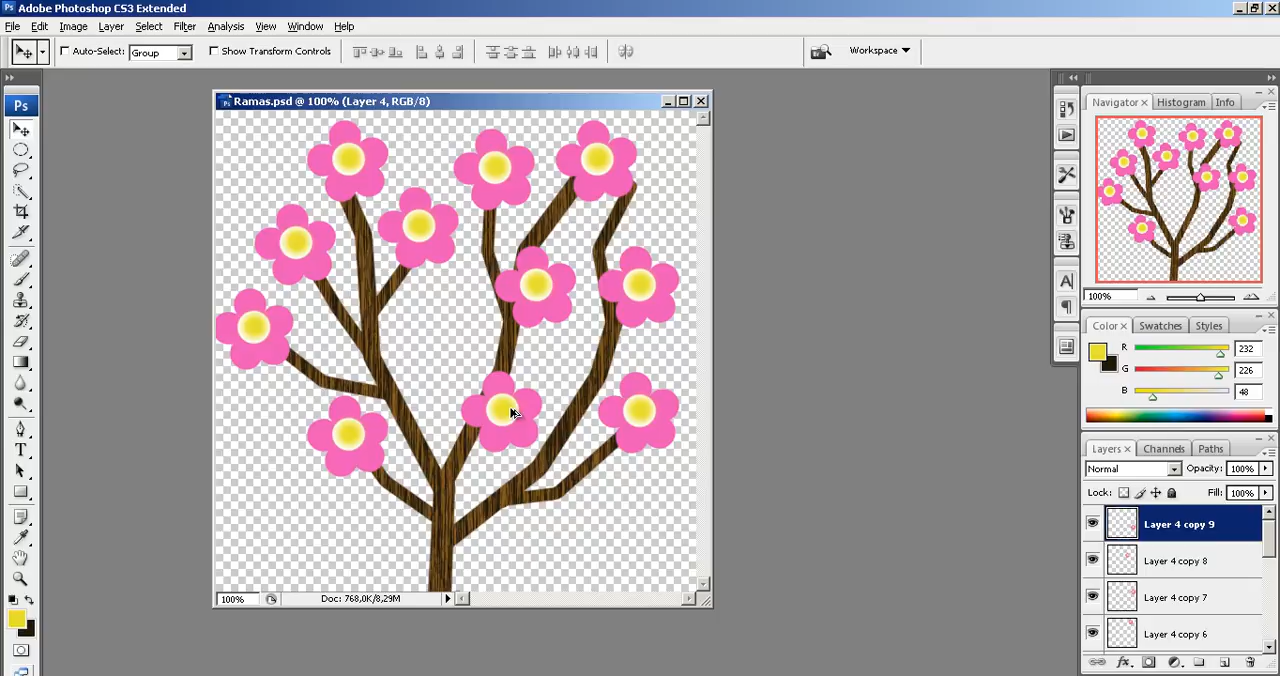 Ps Adobe Photoshop CS3 Extended
File Edit Image Layer Select Filter Analysis View Window Help
Auto-Select: Group Show Transform Controls Workspace
Ps
Ramas.psd @ 100% (Layer 4, RGB/8)
100% Doc: 768,0K/8,29M
Navigator Histogram Info
100%
Color Swatches Styles
R 232
G 226
B 48
Layers Channels Paths
Normal Opacity: 100%
Lock: Fill: 100%
Layer 4 copy 9
Layer 4 copy 8
Layer 4 copy 7
Layer 4 copy 6